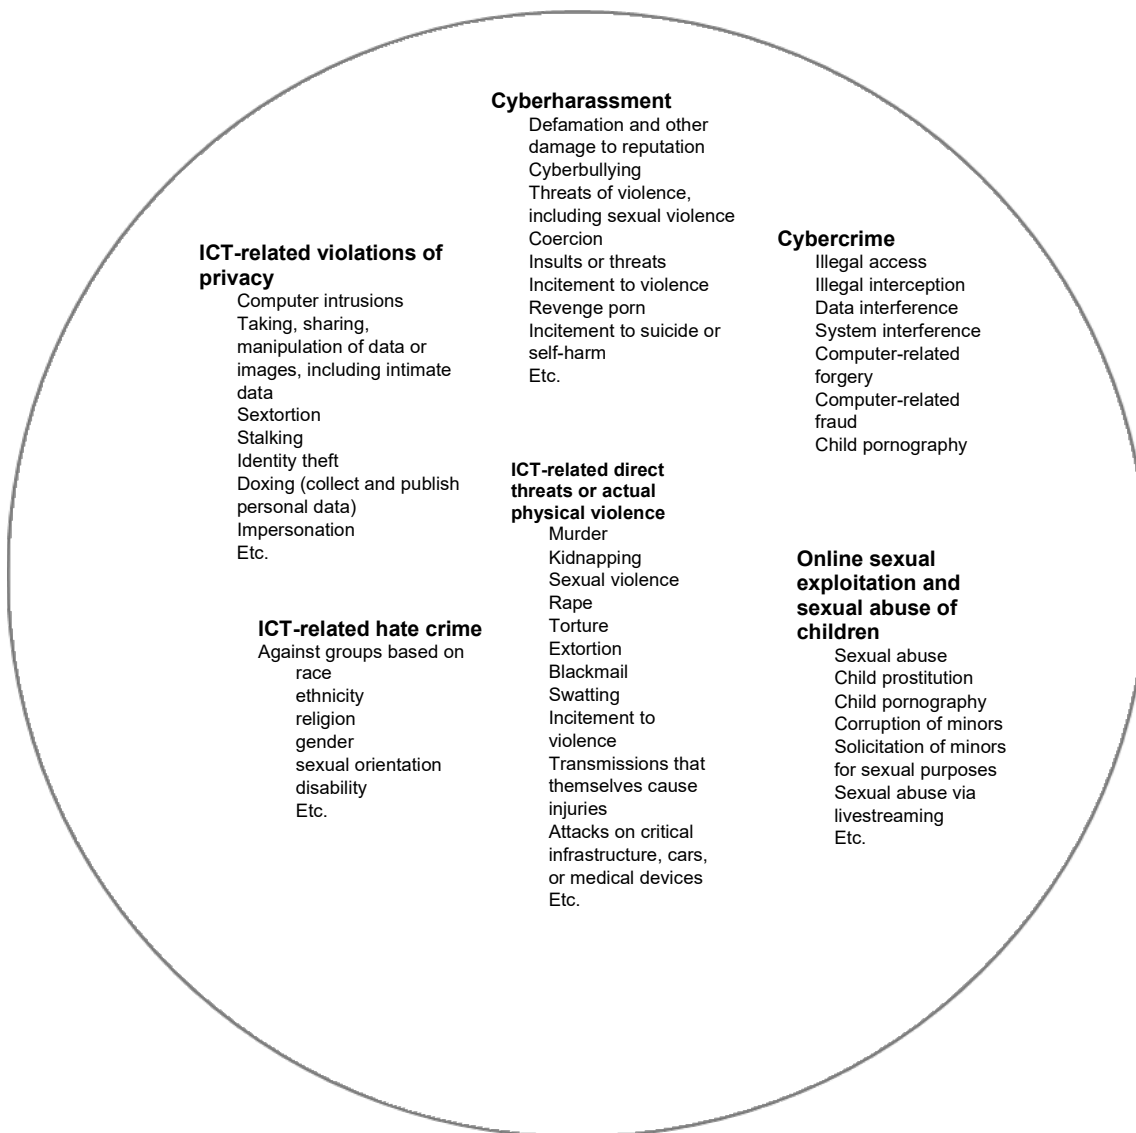 Cyberharassment
Defamation and other
damage to reputation
Cyberbullying
Threats of violence,
including sexual violence
Coercion
Insults or threats
Incitement to violence
Revenge porn
Incitement to suicide or
self-harm
Etc.
ICT-related violations of
privacy
Computer intrusions
Taking, sharing,
manipulation of data or
images, including intimate
data
Sextortion
Stalking
Identity theft
Doxing (collect and publish
personal data)
Impersonation
Etc.
Cybercrime
Illegal access
Illegal interception
Data interference
System interference
Computer-related
forgery
Computer-related
fraud
Child pornography
ICT-related direct
threats or actual
physical violence
Murder
Kidnapping
Sexual violence
Rape
Torture
Extortion
Blackmail
Swatting
Incitement to
violence
Transmissions that
themselves cause
injuries
Attacks on critical
infrastructure, cars,
or medical devices
Etc.
ICT-related hate crime
Against groups based on
race
ethnicity
religion
gender
sexual orientation
disability
Etc.
Online sexual
exploitation and
sexual abuse of
children
Sexual abuse
Child prostitution
Child pornography
Corruption of minors
Solicitation of minors
for sexual purposes
Sexual abuse via
livestreaming
Etc.